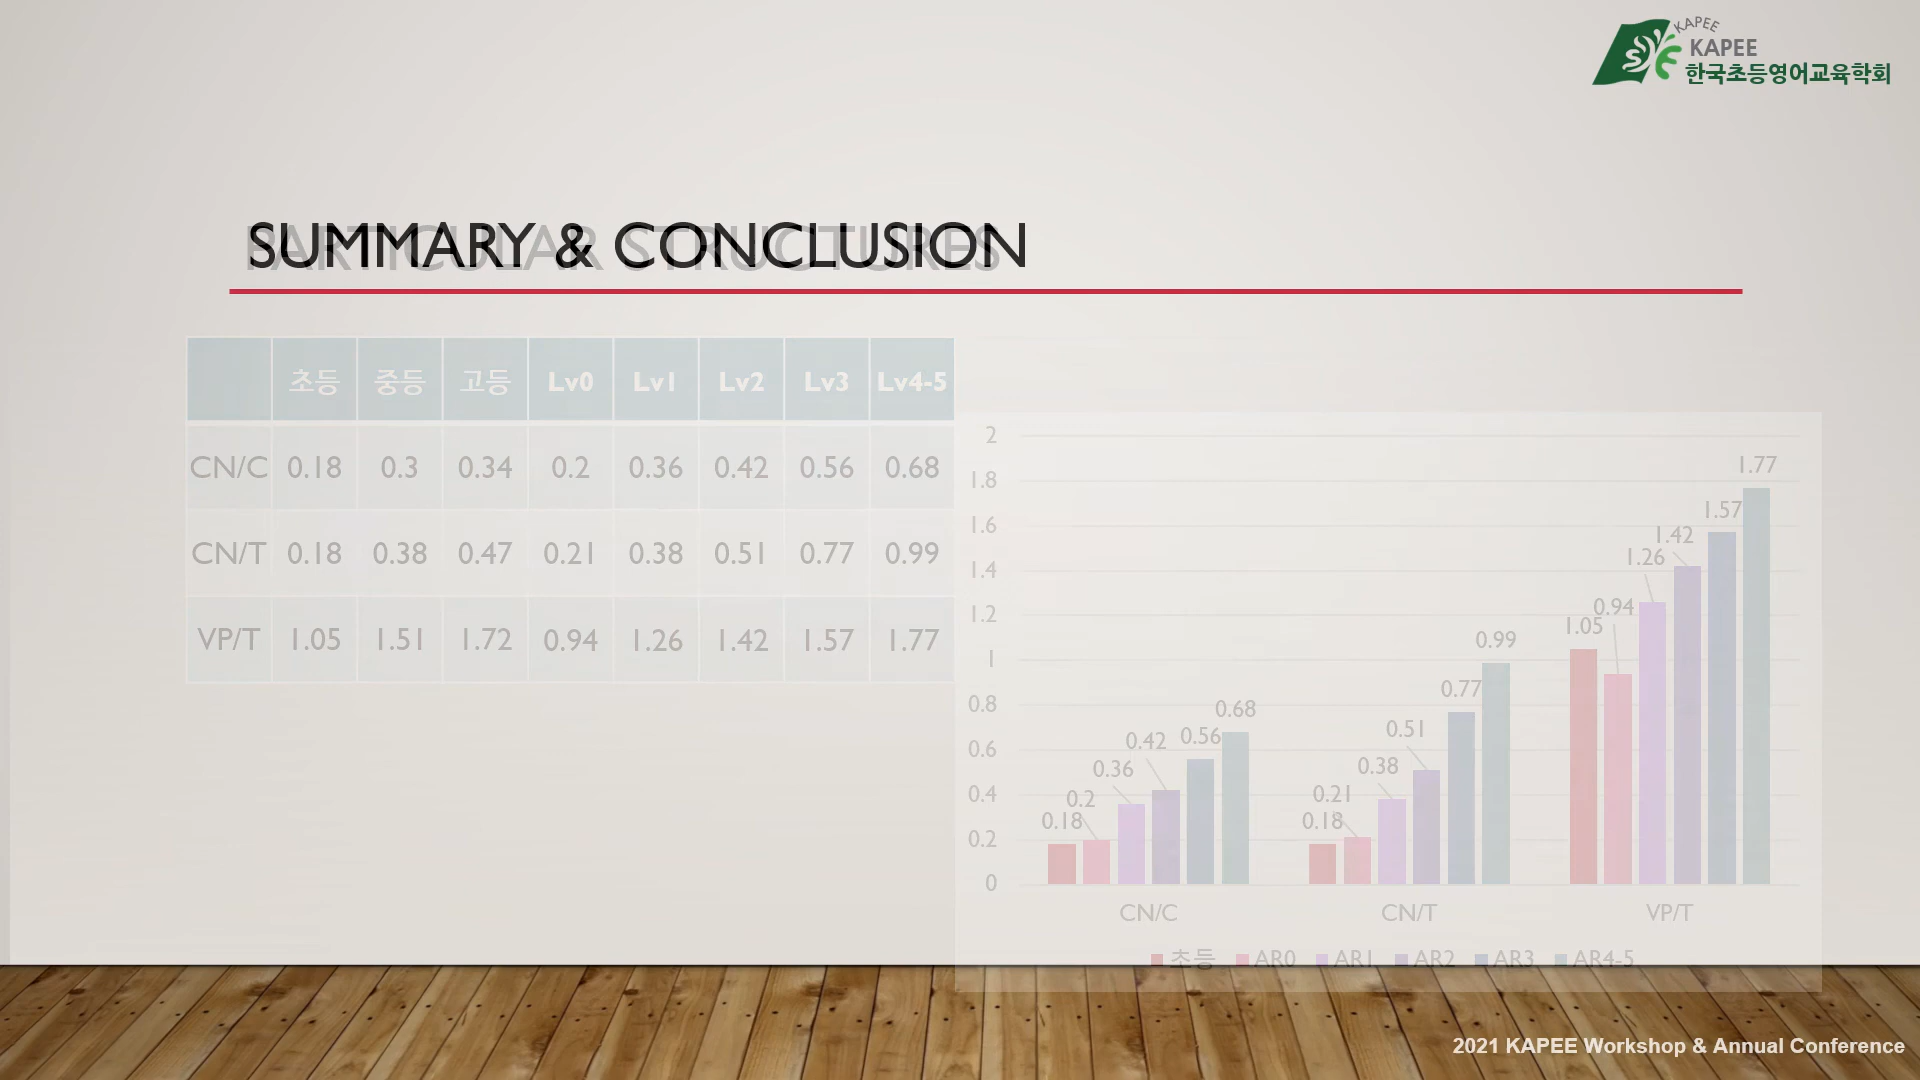 KAPEE
KAPEE
한국초등영어교육학회
SUMMARY & CONCLUSION
PARTICULAR STRUCTURES
초등 중등 고등 Lv0 Lv1 Lv2 Lv3 Lv4-5
CN/C 0.18 0.3 0.34 0.2 0.36 0.42 0.56 0.68
CN/T 0.18 0.38 0.47 0.21 0.38 0.51 0.77 0.99
VP/T 1.05 1.51 1.72 0.94 1.26 1.42 1.57 1.77
2
1.8
1.6
1.4
1.2
1
0.8
0.6
0.4
0.2
0
0.18 0.2 0.36 0.42 0.56 0.68
0.18 0.21 0.38 0.51 0.77 0.99
1.05 0.94 1.26 1.42 1.57 1.77
CN/C CN/T VP/T
초등 AR0 AR1 AR2 AR3 AR4-5
2021 KAPEE Workshop & Annual Conference